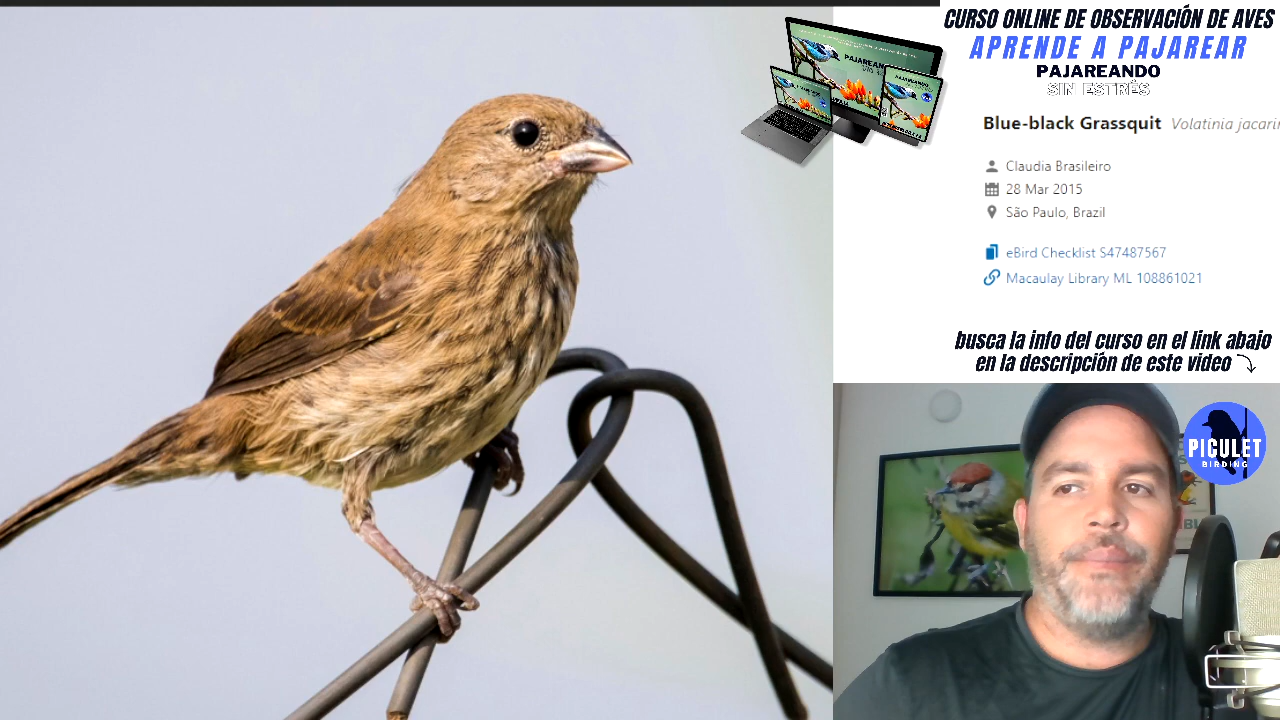 CURSO ONLINE DE OBSERVACIÓN DE AVES
APRENDE A PAJAREAR
PAJAREANDO
SIN ESTRÉS
Blue-black Grassquit Volatinia jacari
Claudia Brasileiro
28 Mar 2015
São Paulo, Brazil
eBird Checklist S47487567
Macaulay Library ML 108861021
busca la info del curso en el link abajo
en la descripción de este video
PICULET
BIRDING